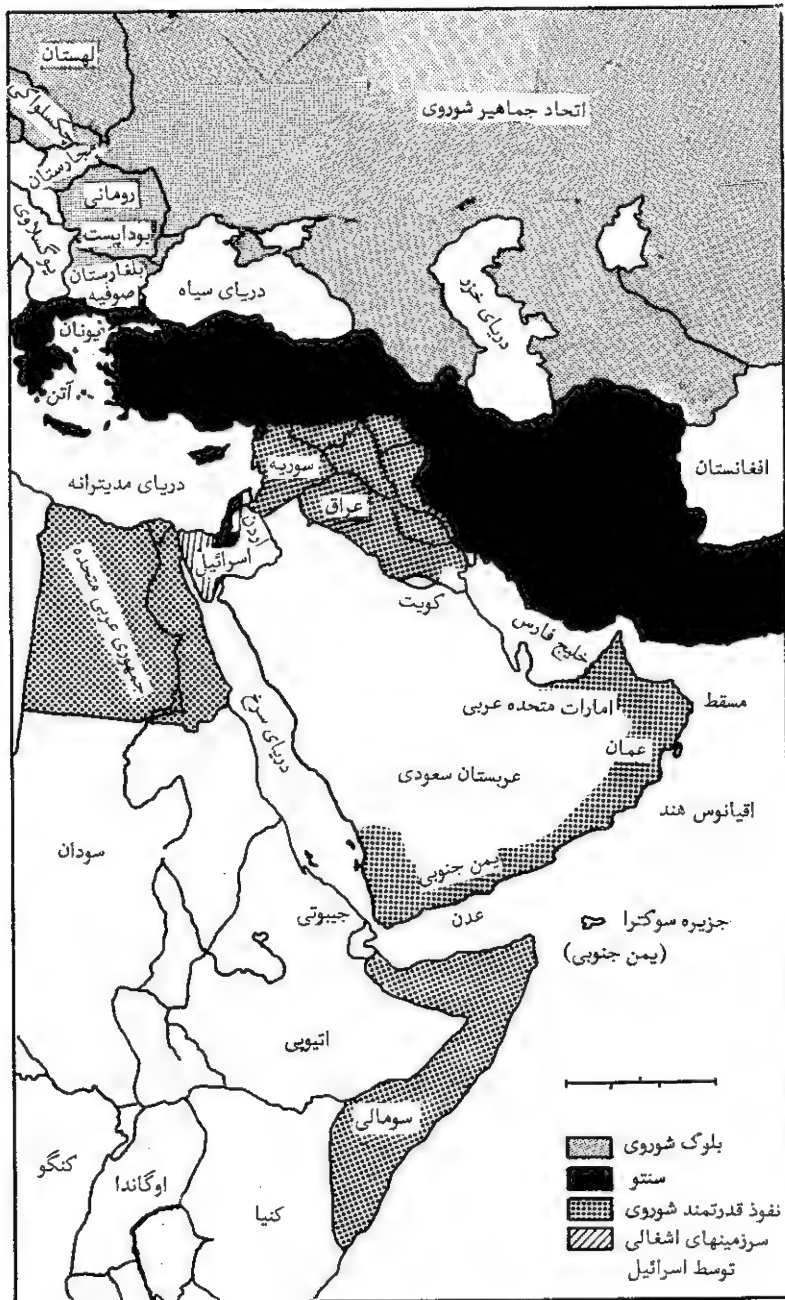 لهستان
اتحاد جماهیر شوروی
چکسلواکی
مجارستان
رومانی
یوگسلاوی
بوداپست
بلغارستان
صوفیه
دریای سیاه
دریای خزر
یونان
آتن
افغانستان
سوریه
دریای مدیترانه
عراق
اردن
اسرائیل
کویت
جمهوری عربی متحده
خلیج فارس
دریای سرخ
امارات متحده عربی
مسقط
عمان
عربستان سعودی
اقیانوس هند
سودان
یمن جنوبی
جیبوتی
عدن
جزیره سوکترا
(یمن جنوبی)
اتیوپی
سومالی
کنگو
اوگاندا
کنیا
بلوک شوروی
سنتو
نفوذ قدرتمند شوروی
سرزمینهای اشغالی
توسط اسرائیل